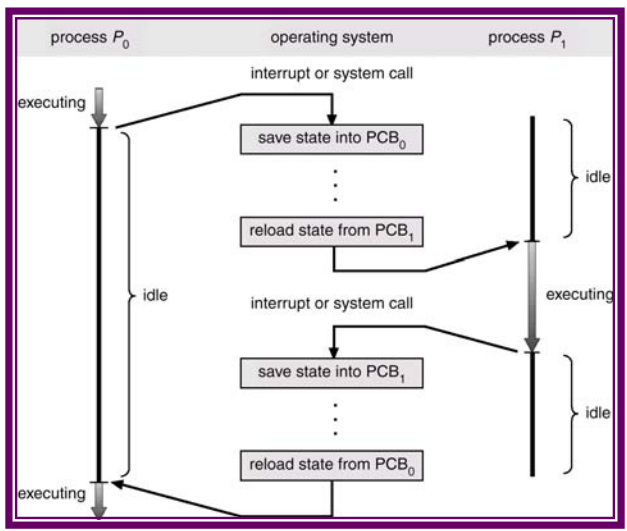 process P0 operating system process P1
interrupt or system call
executing
save state into PCB0
idle
reload state from PCB1
idle
executing
interrupt or system call
save state into PCB1
idle
reload state from PCB0
executing